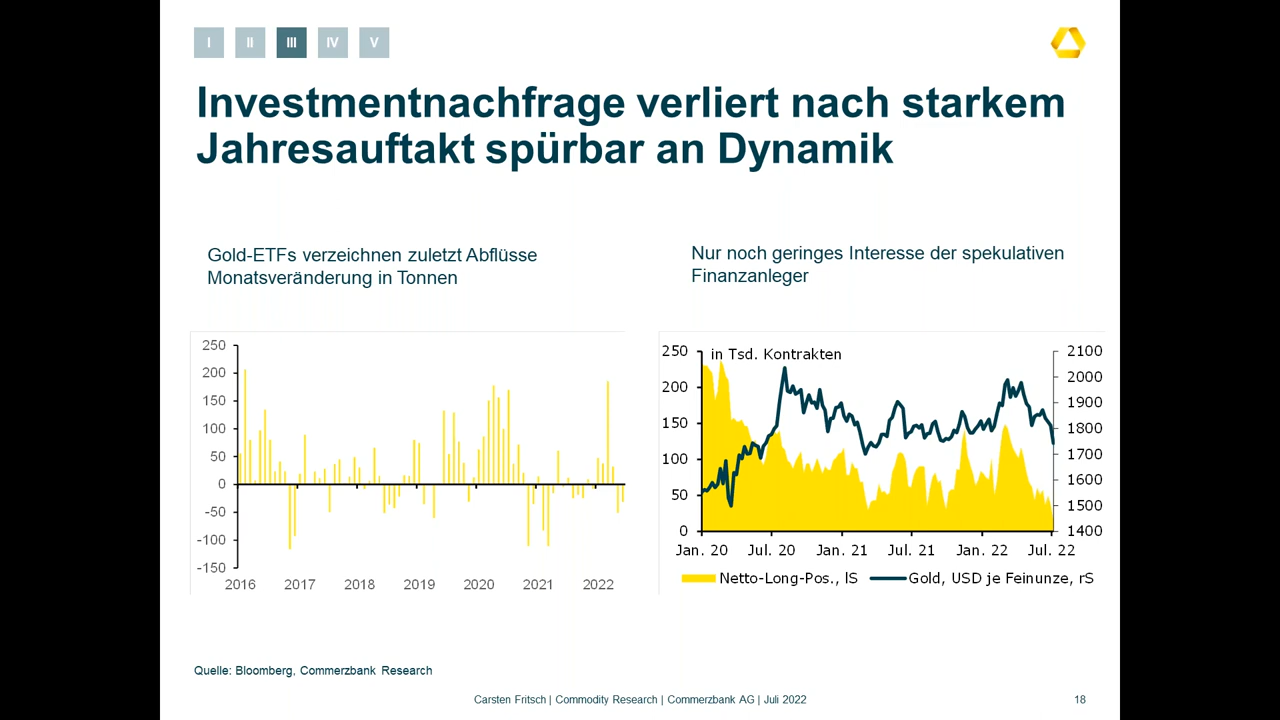 I II III IV V
Investmentnachfrage verliert nach starkem
Jahresauftakt spürbar an Dynamik
Gold-ETFs verzeichnen zuletzt Abflüsse
Monatsveränderung in Tonnen
250
200
150
100
50
0
-50
-100
-150
2016 2017 2018 2019 2020 2021 2022
Nur noch geringes Interesse der spekulativen
Finanzanleger
in Tsd. Kontrakten
250
200
150
100
50
0
2100
2000
1900
1800
1700
1600
1500
1400
Jan. 20 Jul. 20 Jan. 21 Jul. 21 Jan. 22 Jul. 22
Netto-Long-Pos., lS Gold, USD je Feinunze, rS
Quelle: Bloomberg, Commerzbank Research
Carsten Fritsch | Commodity Research | Commerzbank AG | Juli 2022
18